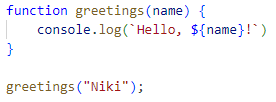 function greetings(name) {
    console.log(`Hello, ${name}!`)
}

greetings("Niki");